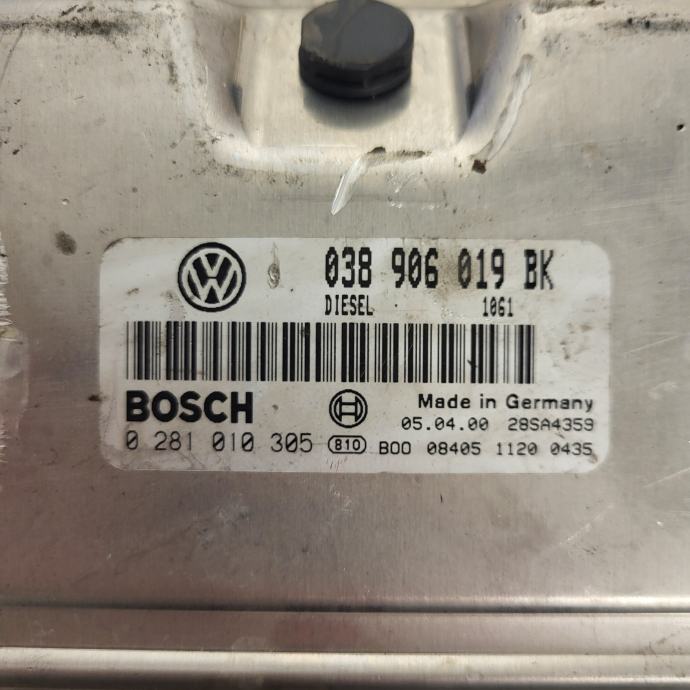 038 906 019 BK
DIESEL 1061
BOSCH Made in Germany
05.04.00 28SA4359
0 281 010 305 810 B00 08405 1120 0435